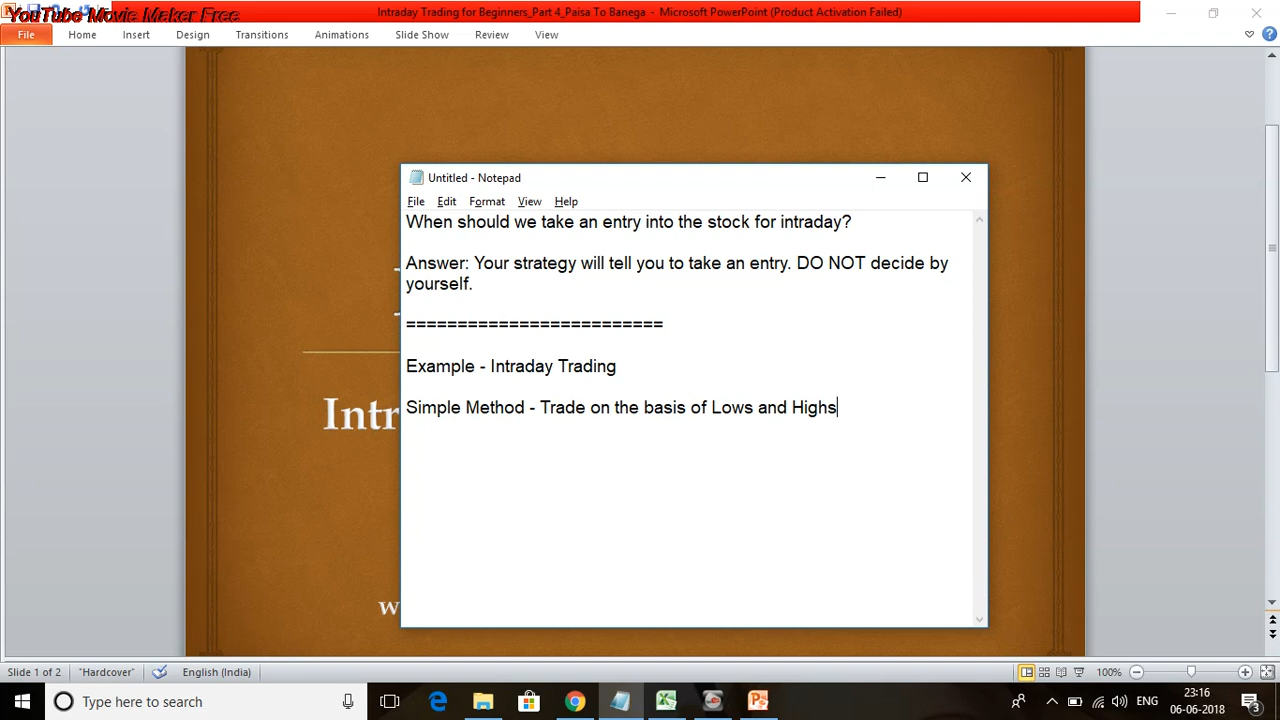 YouTube Movie Maker Free
Intraday Trading for Beginners_Part 4_Paisa To Banega - Microsoft PowerPoint (Product Activation Failed)
File Home Insert Design Transitions Animations Slide Show Review View
Untitled - Notepad
File Edit Format View Help
When should we take an entry into the stock for intraday?
Answer: Your strategy will tell you to take an entry. DO NOT decide by
yourself.
=========================
Example - Intraday Trading
Simple Method - Trade on the basis of Lows and Highs
Intr
w
Slide 1 of 2 "Hardcover" English (India) 100%
Type here to search
ENG
23:16
06-06-2018
3